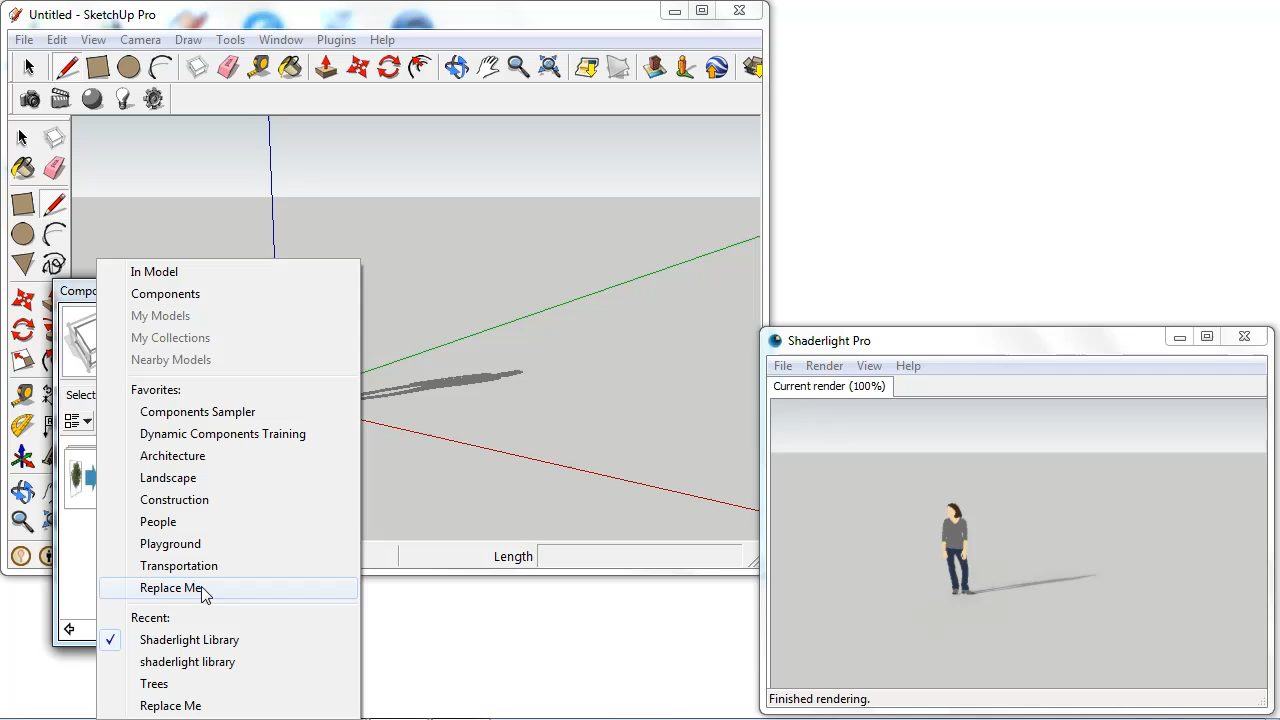 Untitled - SketchUp Pro
File Edit View Camera Draw Tools Window Plugins Help
In Model
Compo
Components
My Models
My Collections
Nearby Models
Favorites:
Select
Components Sampler
Dynamic Components Training
Architecture
Landscape
Construction
People
Playground
Transportation
Replace Me
Recent:
Shaderlight Library
shaderlight library
Trees
Replace Me
Length
Shaderlight Pro
File Render View Help
Current render (100%)
Finished rendering.